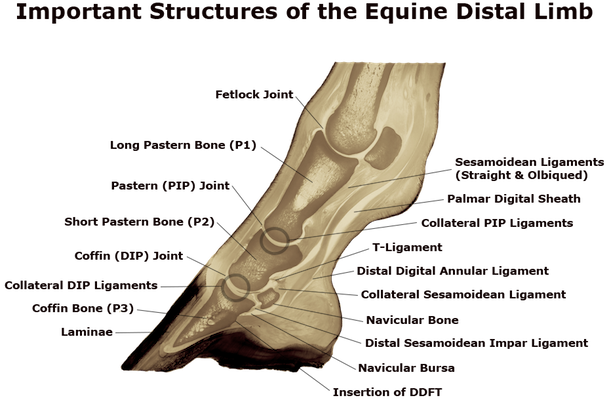 Important Structures of the Equine Distal Limb
Fetlock Joint
Long Pastern Bone (P1)
Pastern (PIP) Joint
Short Pastern Bone (P2)
Coffin (DIP) Joint
Collateral DIP Ligaments
Coffin Bone (P3)
Laminae
Sesamoidean Ligaments
(Straight & Olbiqued)
Palmar Digital Sheath
Collateral PIP Ligaments
T-Ligament
Distal Digital Annular Ligament
Collateral Sesamoidean Ligament
Navicular Bone
Distal Sesamoidean Impar Ligament
Navicular Bursa
Insertion of DDFT